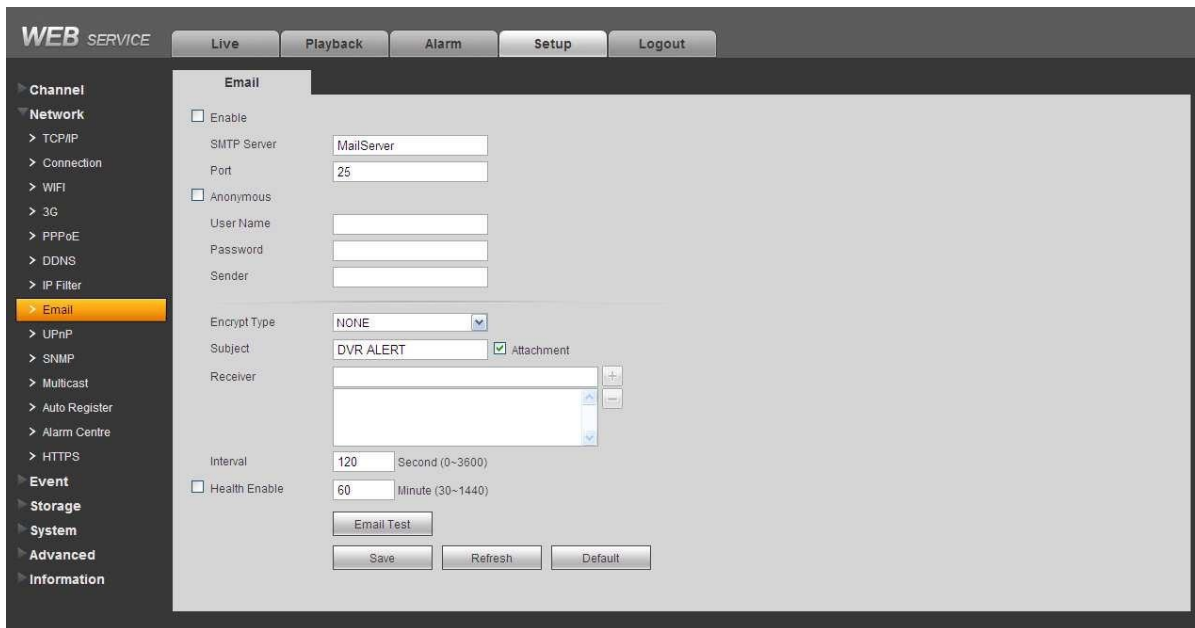 WEB SERVICE
Live
Playback
Alarm
Setup
Logout
Channel
Network
> TCP/IP
> Connection
> WIFI
> 3G
> PPPoE
> DDNS
> IP Filter
> Email
> UPnP
> SNMP
> Multicast
> Auto Register
> Alarm Centre
> HTTPS
Event
Storage
System
Advanced
Information
Email
Enable
SMTP Server MailServer
Port 25
Anonymous
User Name
Password
Sender
Encrypt Type NONE
Subject DVR ALERT Attachment
Receiver
Interval 120 Second (0~3600)
Health Enable 60 Minute (30~1440)
Email Test
Save Refresh Default